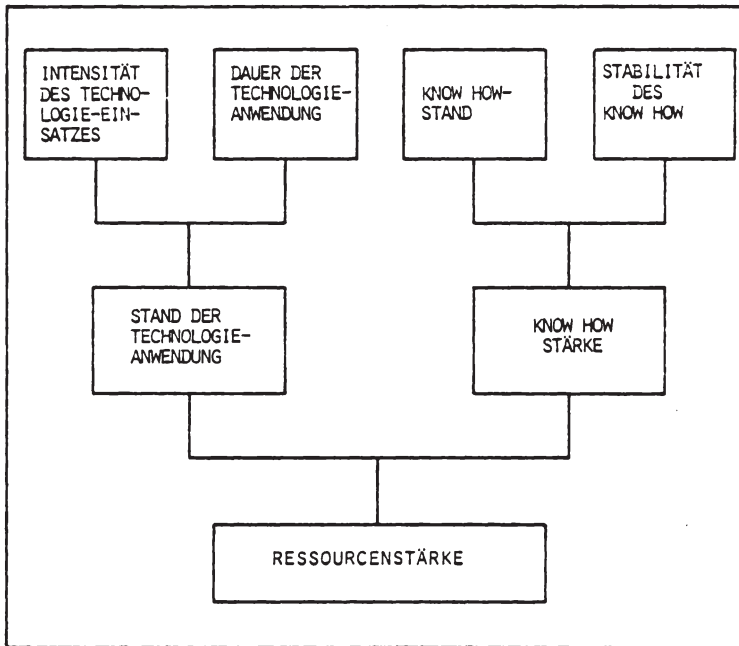 INTENSITÄT
DES TECHNO-
LOGIE-EIN-
SATZES
DAUER DER
TECHNOLOGIE-
ANWENDUNG
KNOW HOW-
STAND
STABILITÄT
DES
KNOW HOW
STAND DER
TECHNOLOGIE-
ANWENDUNG
KNOW HOW
STÄRKE
RESSOURCENSTÄRKE